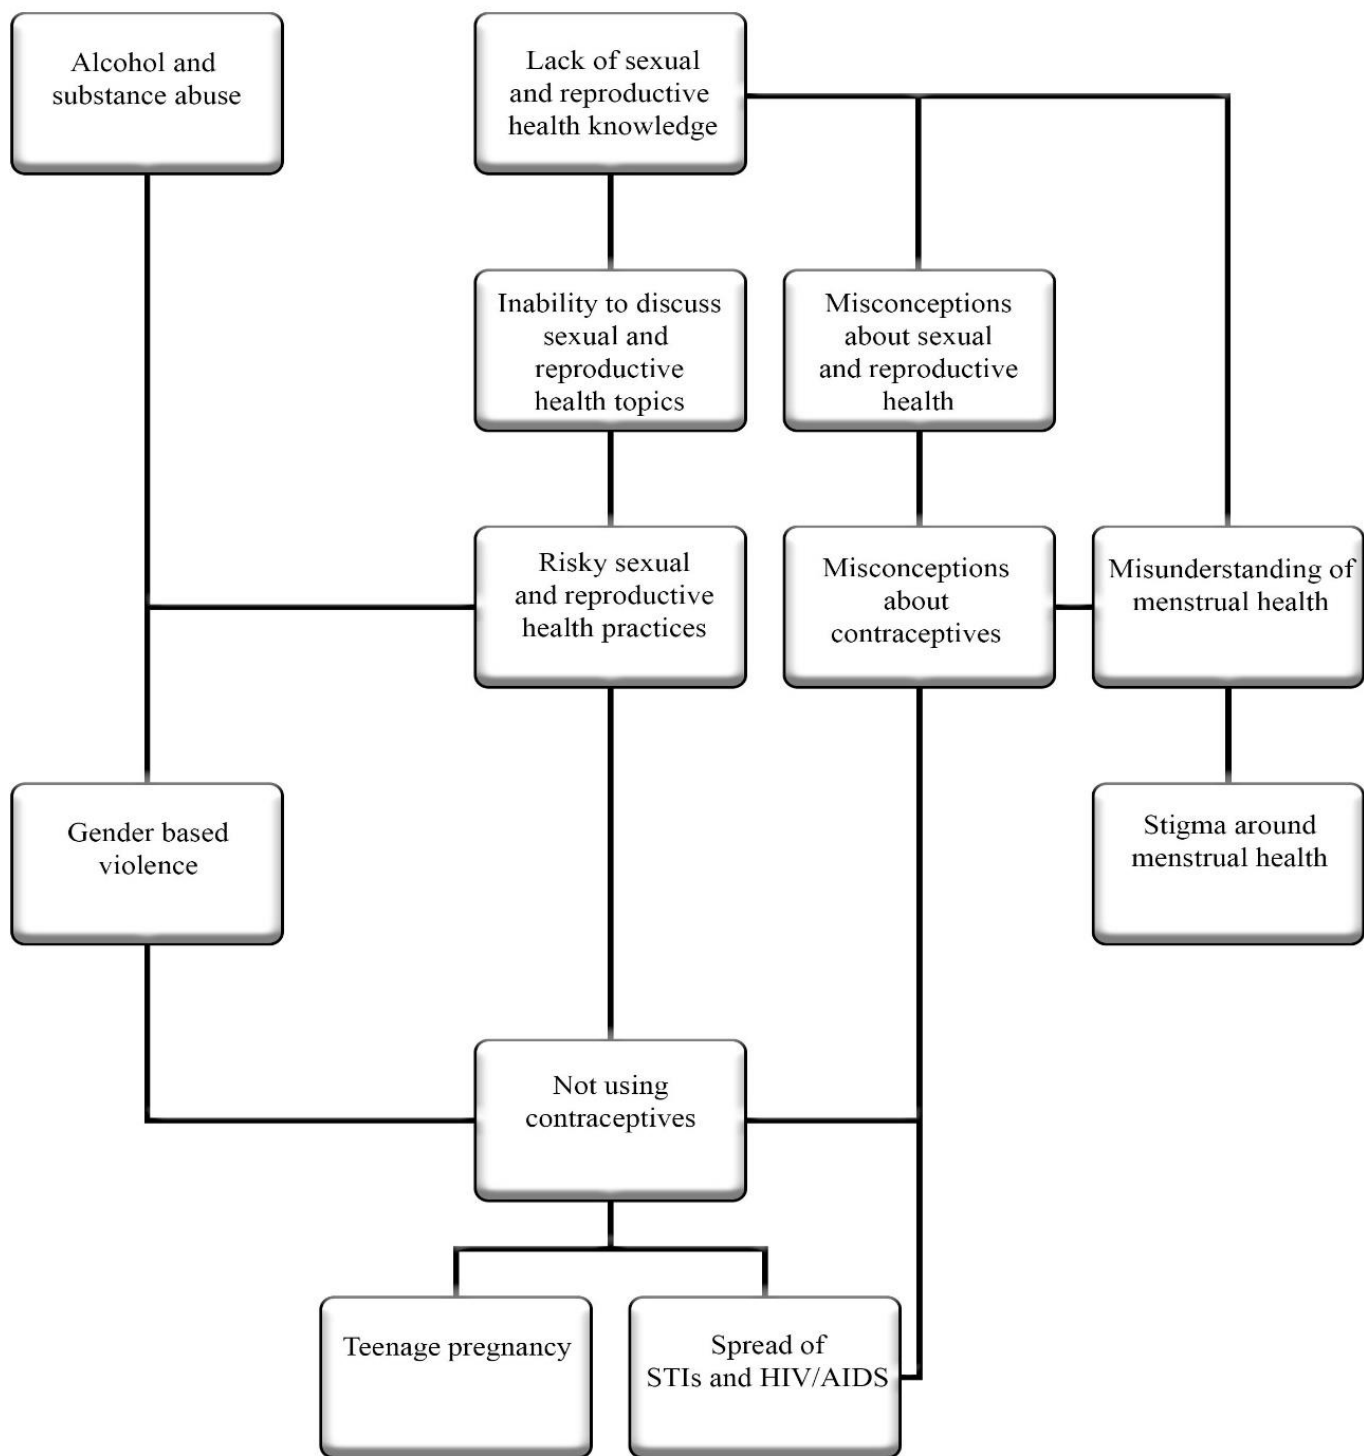 Alcohol and
substance abuse
Lack of sexual
and reproductive
health knowledge
Inability to discuss
sexual and
reproductive
health topics
Misconceptions
about sexual
and reproductive
health
Risky sexual
and reproductive
health practices
Misconceptions
about
contraceptives
Misunderstanding of
menstrual health
Gender based
violence
Stigma around
menstrual health
Not using
contraceptives
Teenage pregnancy
Spread of
STIs and HIV/AIDS